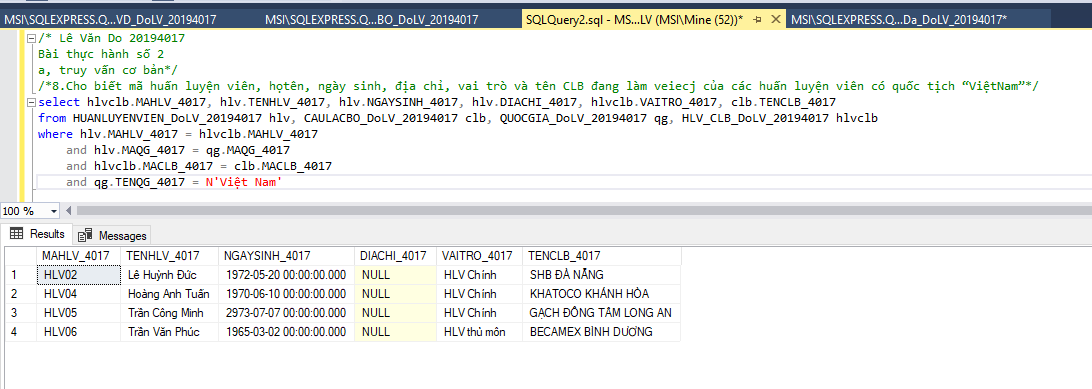 MSI\SQLEXPRESS.Q...VD_DoLV_20194017 MSI\SQLEXPRESS.Q...BO_DoLV_20194017 SQLQuery2.sql - MS...LV (MSI\Mine (52))* MSI\SQLEXPRESS.Q...Da_DoLV_20194017*
/* Lê Văn Do 20194017
Bài thực hành số 2
a, truy vấn cơ bản*/
/*8.Cho biết mã huấn luyện viên, họtên, ngày sinh, địa chỉ, vai trò và tên CLB đang làm veiecj của các huấn luyện viên có quốc tịch “ViệtNam”*/
select hlvclb.MAHLV_4017, hlv.TENHLV_4017, hlv.NGAYSINH_4017, hlv.DIACHI_4017, hlvclb.VAITRO_4017, clb.TENCLB_4017
from HUANLUYENVIEN_DoLV_20194017 hlv, CAULACBO_DoLV_20194017 clb, QUOCGIA_DoLV_20194017 qg, HLV_CLB_DoLV_20194017 hlvclb
where hlv.MAHLV_4017 = hlvclb.MAHLV_4017
and hlv.MAQG_4017 = qg.MAQG_4017
and hlvclb.MACLB_4017 = clb.MACLB_4017
and qg.TENQG_4017 = N'Việt Nam'
100 %
Results Messages
MAHLV_4017 TENHLV_4017 NGAYSINH_4017 DIACHI_4017 VAITRO_4017 TENCLB_4017
1 HLV02 Lê Huỳnh Đức 1972-05-20 00:00:00.000 NULL HLV Chính SHB ĐÀ NẴNG
2 HLV04 Hoàng Anh Tuấn 1970-06-10 00:00:00.000 NULL HLV Chính KHATOCO KHÁNH HÒA
3 HLV05 Trần Công Minh 2973-07-07 00:00:00.000 NULL HLV Chính GẠCH ĐỒNG TÂM LONG AN
4 HLV06 Trần Văn Phúc 1965-03-02 00:00:00.000 NULL HLV thủ môn BECAMEX BÌNH DƯƠNG